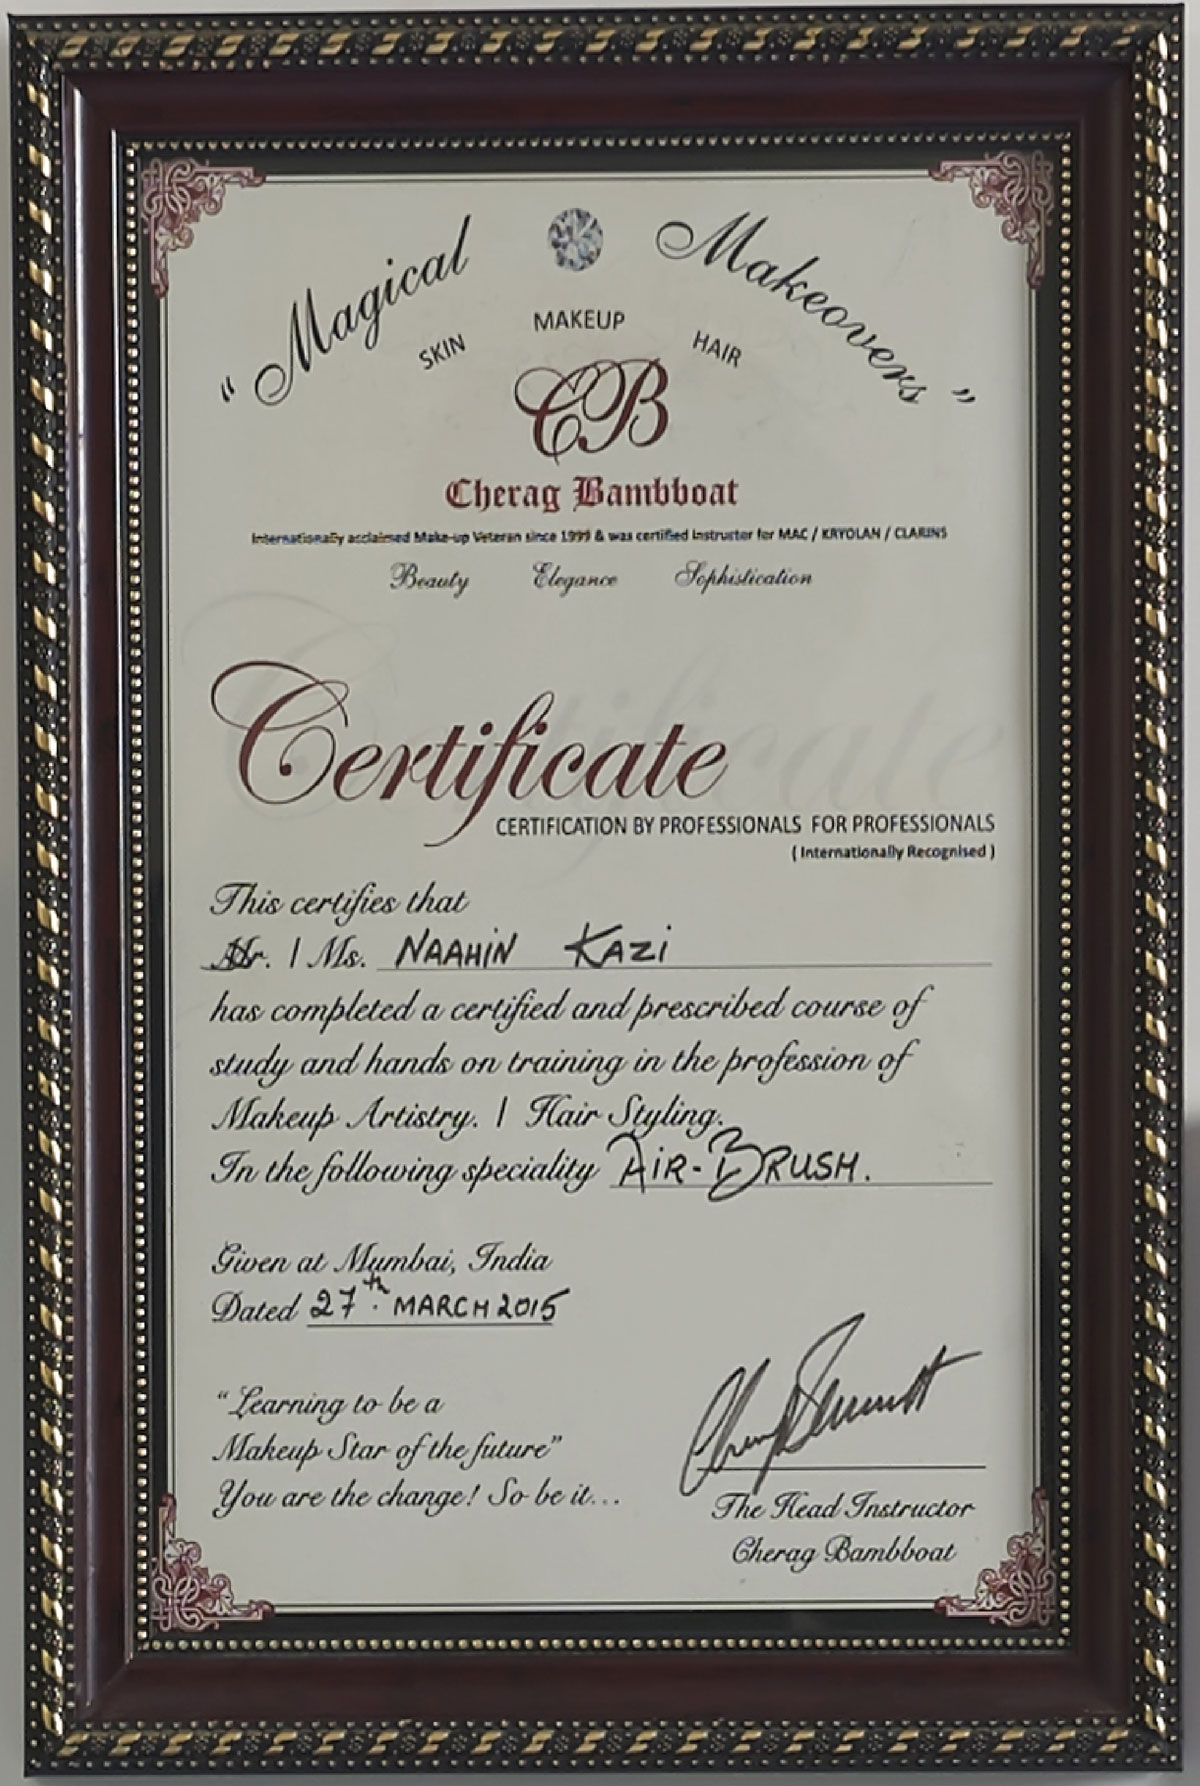 "Magical Makeovers"
SKIN MAKEUP HAIR
CB
Cherag Bambboat
Internationally acclaimed Make-up Veteran since 1999 & was certified Instructor for MAC / KRYOLAN / CLARINS
Beauty Elegance Sophistication
Certificate
CERTIFICATION BY PROFESSIONALS FOR PROFESSIONALS
( Internationally Recognised )
This certifies that
Mr. / Ms. NAAHIN KAZI
has completed a certified and prescribed course of
study and hands on training in the profession of
Makeup Artistry. / Hair Styling.
In the following speciality AIR-BRUSH.
Given at Mumbai, India
Dated 27th. MARCH 2015
"Learning to be a
Makeup Star of the future"
You are the change! So be it...
The Head Instructor
Cherag Bambboat